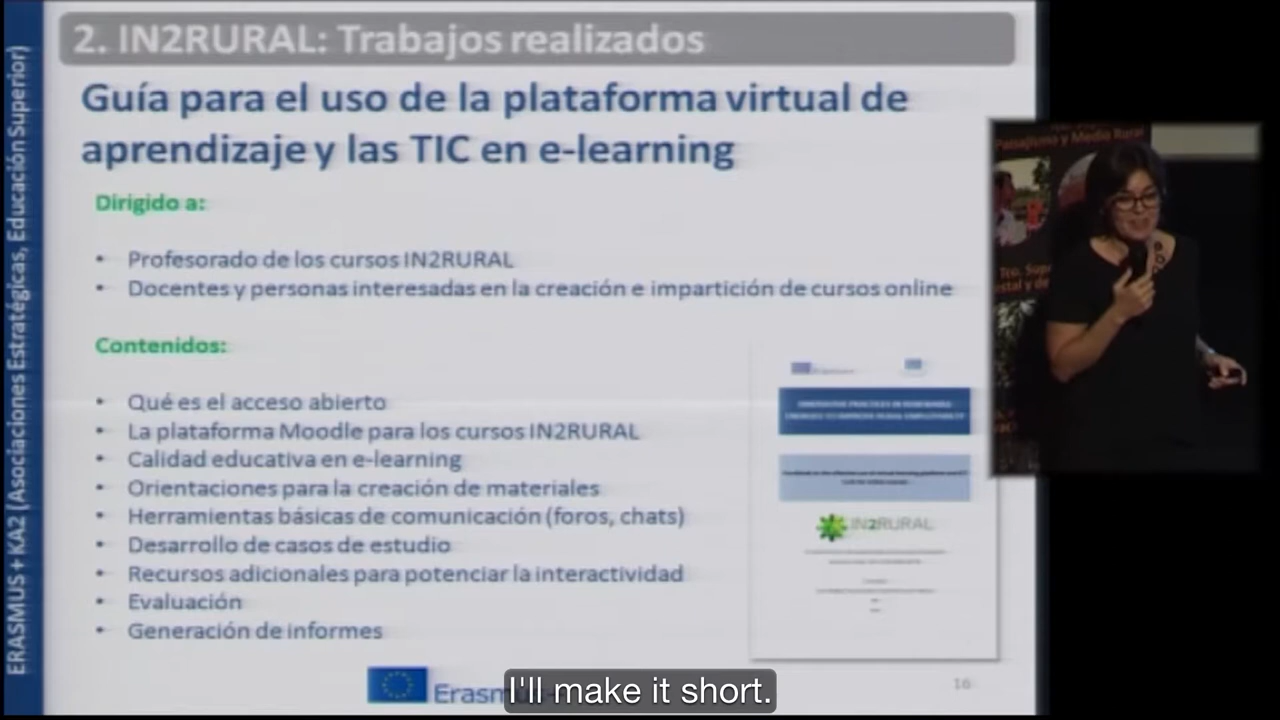 2. IN2RURAL: Trabajos realizados
Guía para el uso de la plataforma virtual de
aprendizaje y las TIC en e-learning
Dirigido a:
• Profesorado de los cursos IN2RURAL
• Docentes y personas interesadas en la creación e impartición de cursos online
Contenidos:
• Qué es el acceso abierto
• La plataforma Moodle para los cursos IN2RURAL
• Calidad educativa en e-learning
• Orientaciones para la creación de materiales
• Herramientas básicas de comunicación (foros, chats)
• Desarrollo de casos de estudio
• Recursos adicionales para potenciar la interactividad
• Evaluación
• Generación de informes
ERASMUS + KA2 (Asociaciones Estratégicas, Educación Superior)
IN2RURAL
16
Paisajismo y Medio Rural
I'll make it short.